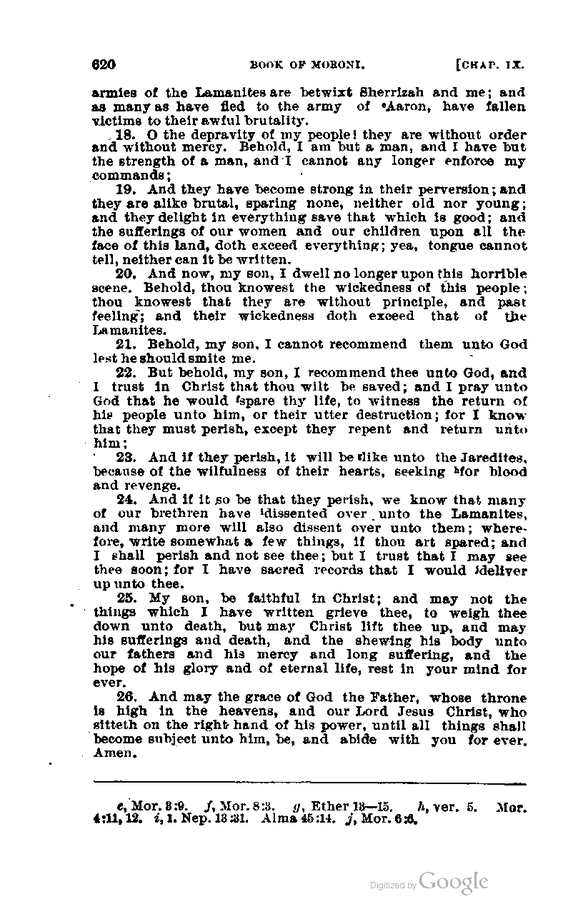 620 BOOK OF MORONI. [CHAP. IX.
armies of the Lamanites are betwixt Sherrizah and me; and
as many as have fled to the army of eAaron, have fallen
victims to their awful brutality.
18. O the depravity of my people! they are without order
and without mercy. Behold, I am but a man, and I have but
the strength of a man, and I cannot any longer enforce my
commands;
19. And they have become strong in their perversion; and
they are alike brutal, sparing none, neither old nor young;
and they delight in everything save that which is good; and
the sufferings of our women and our children upon all the
face of this land, doth exceed everything; yea, tongue cannot
tell, neither can it be written.
20. And now, my son, I dwell no longer upon this horrible
scene. Behold, thou knowest the wickedness of this people;
thou knowest that they are without principle, and past
feeling; and their wickedness doth exceed that of the
Lamanites.
21. Behold, my son, I cannot recommend them unto God
lest he should smite me.
22. But behold, my son, I recommend thee unto God, and
I trust in Christ that thou wilt be saved; and I pray unto
God that he would fspare thy life, to witness the return of
his people unto him, or their utter destruction; for I know
that they must perish, except they repent and return unto
him;
23. And if they perish, it will be glike unto the Jaredites,
because of the wilfulness of their hearts, seeking hfor blood
and revenge.
24. And if it so be that they perish, we know that many
of our brethren have idissented over unto the Lamanites,
and many more will also dissent over unto them; where-
fore, write somewhat a few things, if thou art spared; and
I shall perish and not see thee; but I trust that I may see
thee soon; for I have sacred records that I would jdeliver
up unto thee.
25. My son, be faithful in Christ; and may not the
things which I have written grieve thee, to weigh thee
down unto death, but may Christ lift thee up, and may
his sufferings and death, and the shewing his body unto
our fathers and his mercy and long suffering, and the
hope of his glory and of eternal life, rest in your mind for
ever.
26. And may the grace of God the Father, whose throne
is high in the heavens, and our Lord Jesus Christ, who
sitteth on the right hand of his power, until all things shall
become subject unto him, be, and abide with you for ever.
Amen.
e, Mor. 3:9. f, Mor. 8:3. g, Ether 13—15. h, ver. 5. Mor.
4:11, 12. i, 1. Nep. 13:31. Alma 45:14. j, Mor. 6:6.
Digitized by Google